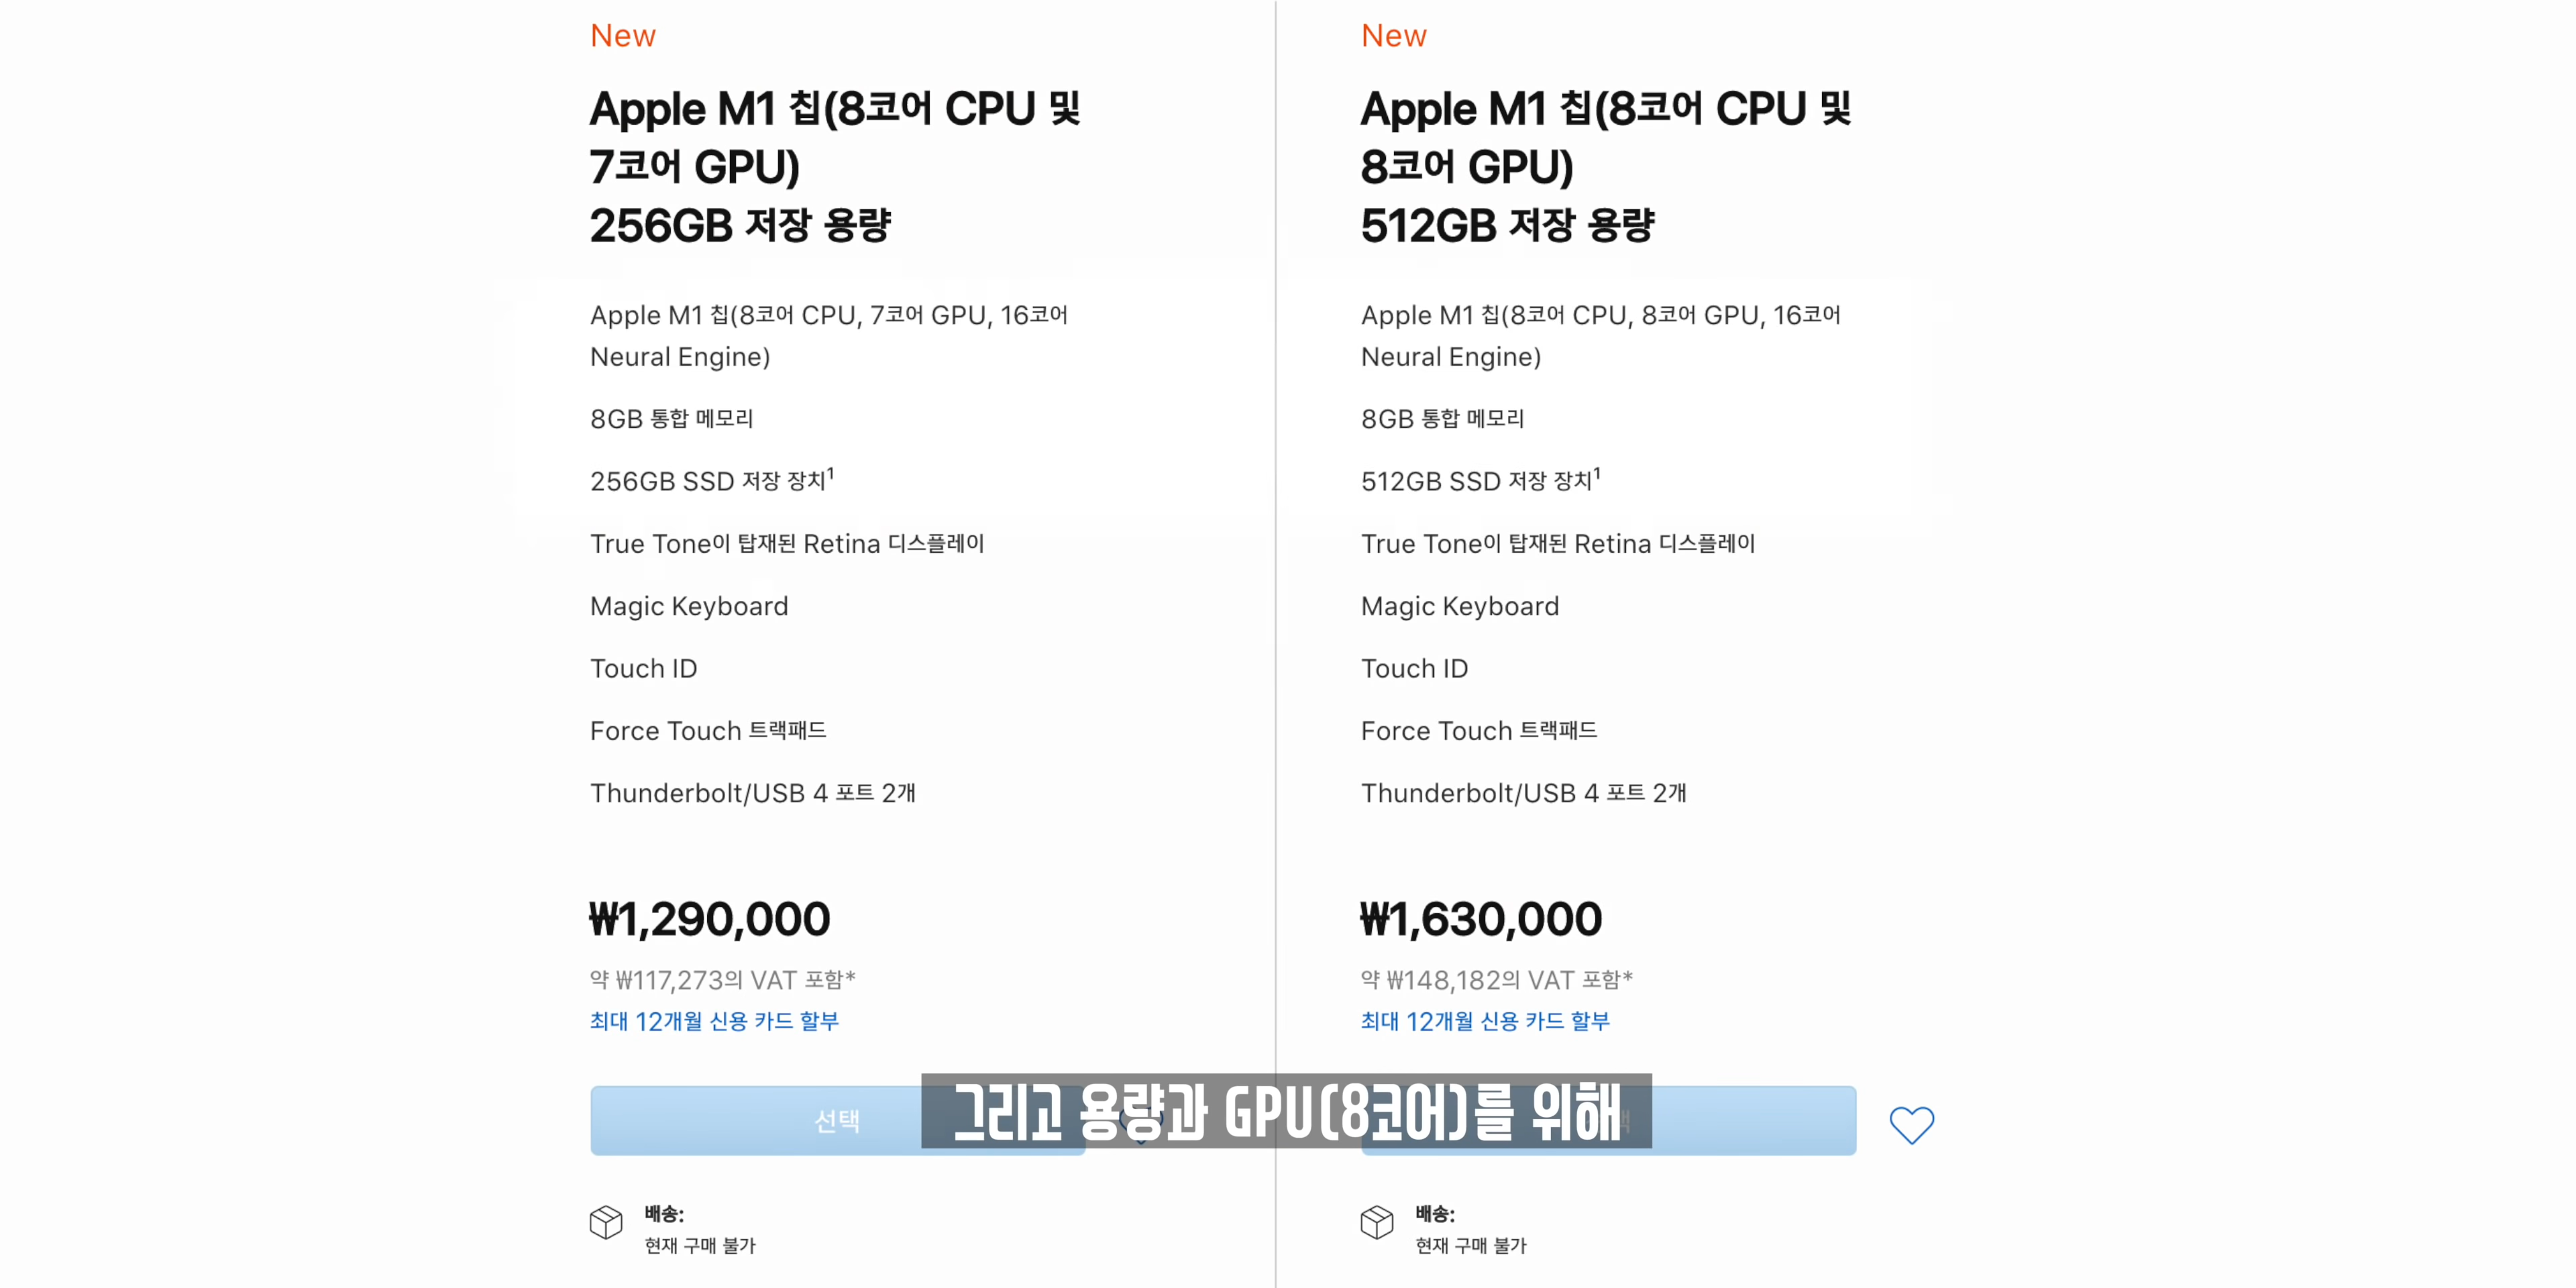 New
Apple M1 칩(8코어 CPU 및
7코어 GPU)
256GB 저장 용량
Apple M1 칩(8코어 CPU, 7코어 GPU, 16코어
Neural Engine)
8GB 통합 메모리
256GB SSD 저장 장치¹
True Tone이 탑재된 Retina 디스플레이
Magic Keyboard
Touch ID
Force Touch 트랙패드
Thunderbolt/USB 4 포트 2개
₩1,290,000
약 ₩117,273의 VAT 포함*
최대 12개월 신용 카드 할부
선택
배송:
현재 구매 불가
New
Apple M1 칩(8코어 CPU 및
8코어 GPU)
512GB 저장 용량
Apple M1 칩(8코어 CPU, 8코어 GPU, 16코어
Neural Engine)
8GB 통합 메모리
512GB SSD 저장 장치¹
True Tone이 탑재된 Retina 디스플레이
Magic Keyboard
Touch ID
Force Touch 트랙패드
Thunderbolt/USB 4 포트 2개
₩1,630,000
약 ₩148,182의 VAT 포함*
최대 12개월 신용 카드 할부
배송:
현재 구매 불가
그리고 용량과 GPU(8코어)를 위해